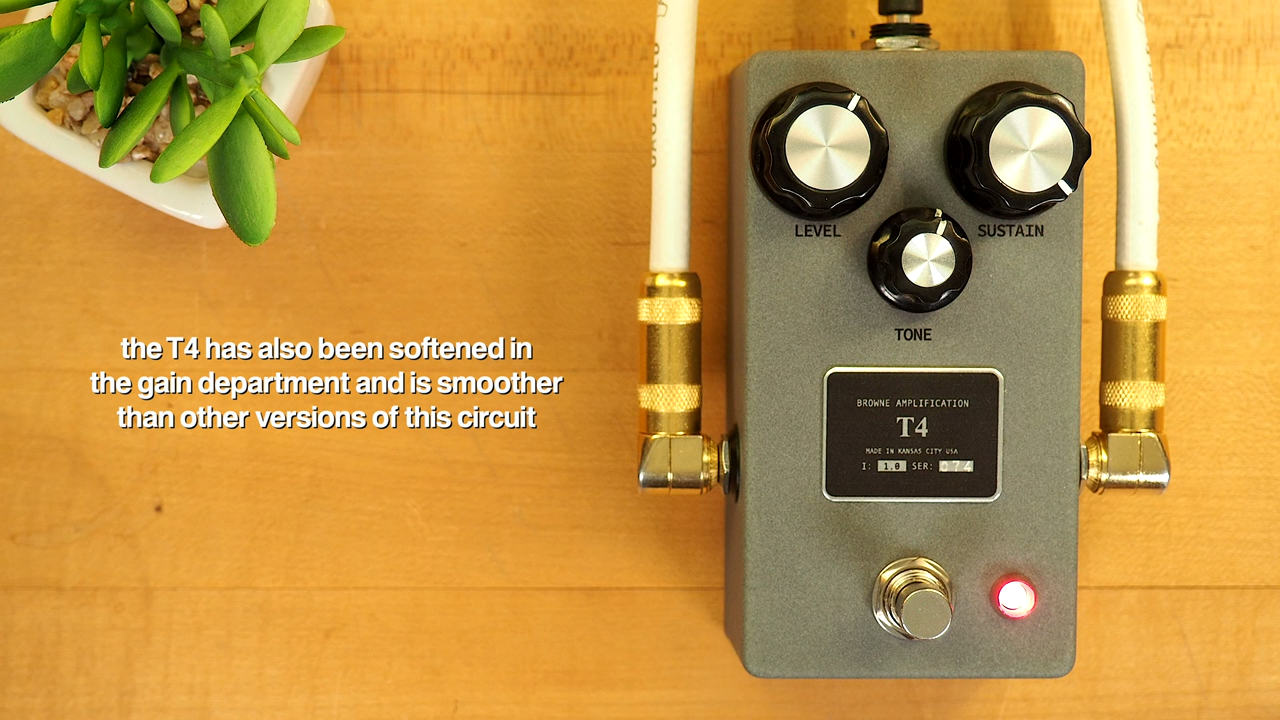 the T4 has also been softened in
the gain department and is smoother
than other versions of this circuit
LEVEL
SUSTAIN
TONE
BROWNE AMPLIFICATION
T4
MADE IN KANSAS CITY USA
I: 1.0 SER: 074